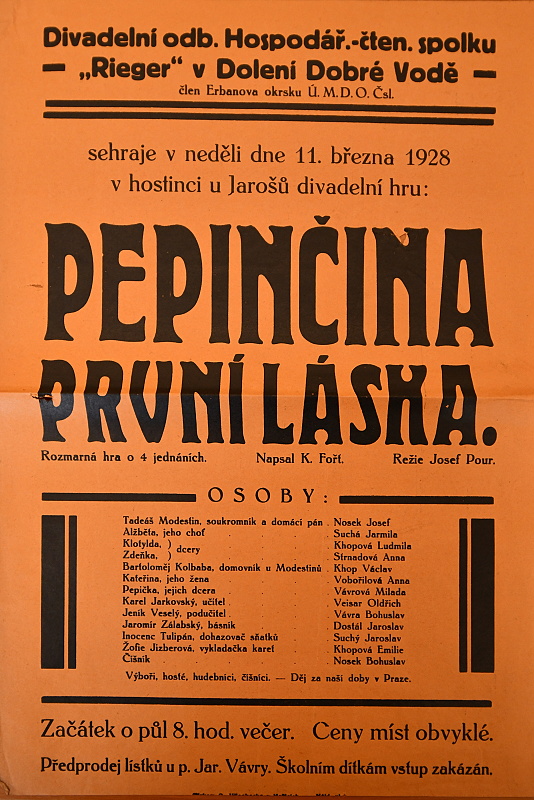 Divadelní odb. Hospodář.-čten. spolku
— „Rieger“ v Dolení Dobré Vodě —
člen Erbanova okrsku Ú. M. D. O. Čsl.
sehraje v neděli dne 11. března 1928
v hostinci u Jarošů divadelní hru:
PEPINČINA
PRVNÍ LÁSKA.
Rozmarná hra o 4 jednáních. Napsal K. Fořt. Režie Josef Pour.
OSOBY:
Tadeáš Modestin, soukromník a domácí pán . Nosek Josef
Alžběta, jeho choť . . . . Suchá Jarmila
Klotylda, ) dcery . . . . Khopová Ludmila
Zdeňka, ) . . . . Strnadová Anna
Bartoloměj Kolbaba, domovník u Modestinů . Khop Václav
Kateřina, jeho žena . . . . Vobořilová Anna
Pepička, jejich dcera . . . . Vávrová Milada
Karel Jarkovský, učitel . . . . Veisar Oldřich
Jeník Veselý, podučitel . . . . Vávra Bohuslav
Jaromír Zálabský, básník . . . . Dostál Jaroslav
Inocenc Tulipán, dohazovač sňatků . . Suchý Jaroslav
Žofie Jizberová, vykladačka karet . . Khopová Emilie
Číšník . . . . . Nosek Bohuslav
Výboři, hosté, hudebníci, číšníci. — Děj za naší doby v Praze.
Začátek o půl 8. hod. večer. Ceny míst obvyklé.
Předprodej lístků u p. Jar. Vávry. Školním dítkám vstup zakázán.